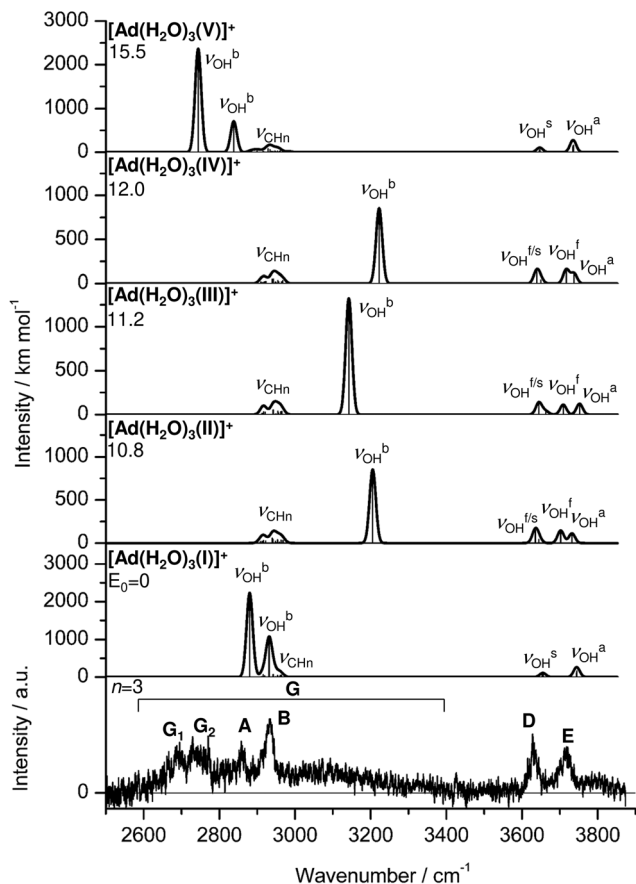 [Ad(H₂O)₃(V)]⁺
15.5
3000
2000
1000
0
νOHᵇ
νOHᵇ
νCHn
νOHˢ
νOHᵃ
[Ad(H₂O)₃(IV)]⁺
12.0
1000
500
0
νCHn
νOHᵇ
νOHᶠ/ˢ
νOHᶠ
νOHᵃ
[Ad(H₂O)₃(III)]⁺
11.2
1000
500
0
νCHn
νOHᵇ
νOHᶠ/ˢ
νOHᶠ
νOHᵃ
Intensity / km mol⁻¹
[Ad(H₂O)₃(II)]⁺
10.8
1000
500
0
νCHn
νOHᵇ
νOHᶠ/ˢ
νOHᶠ
νOHᵃ
[Ad(H₂O)₃(I)]⁺
E₀=0
3000
2000
1000
0
νOHᵇ
νOHᵇ
νCHn
νOHˢ
νOHᵃ
Intensity / a.u.
n=3
G
G₁
G₂
A
B
D
E
0
2600 2800 3000 3200 3400 3600 3800
Wavenumber / cm⁻¹